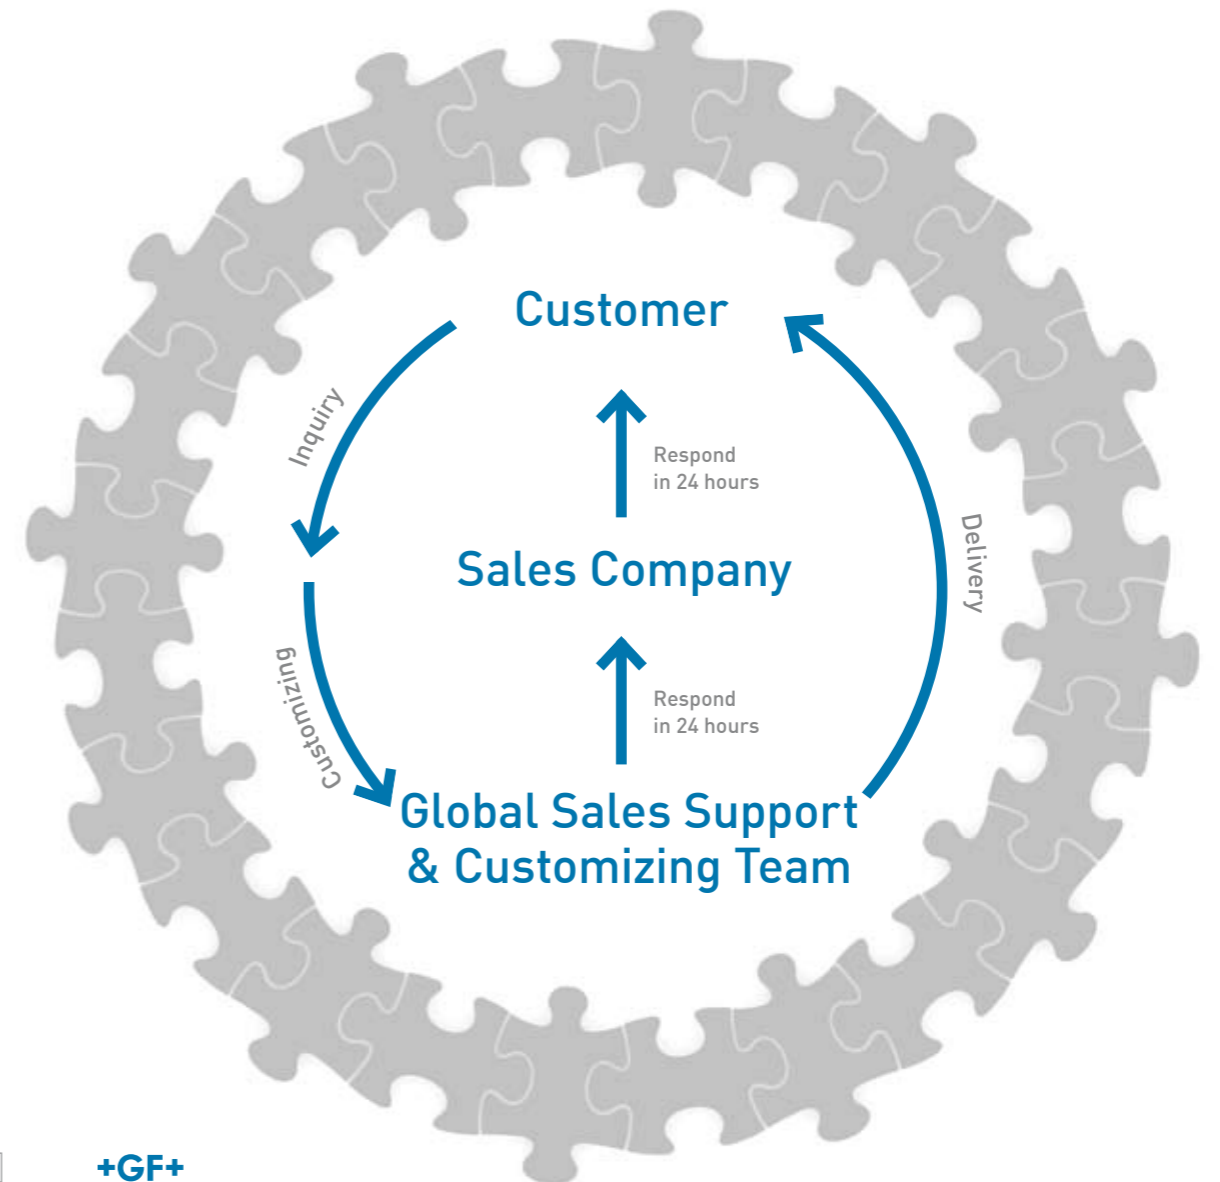 Customer
Inquiry
Respond
in 24 hours
Delivery
Sales Company
Customizing
Respond
in 24 hours
Global Sales Support
& Customizing Team
+GF+